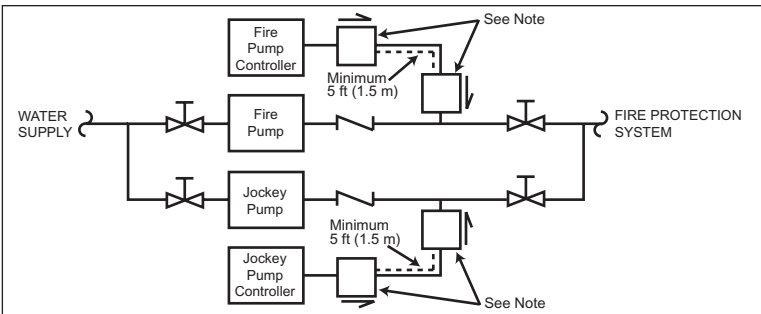 Fire
Pump
Controller
See Note
Minimum
5 ft (1.5 m)
WATER
SUPPLY
Fire
Pump
FIRE PROTECTION
SYSTEM
Jockey
Pump
Minimum
5 ft (1.5 m)
Jockey
Pump
Controller
See Note